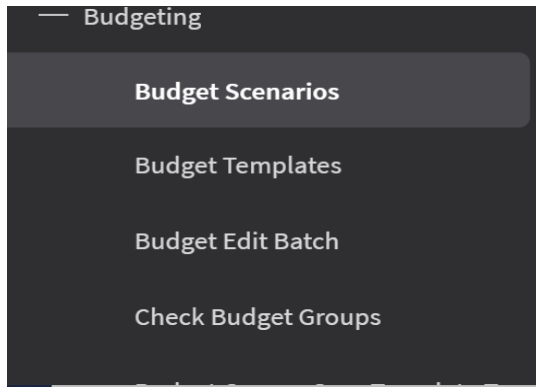 Budgeting
Budget Scenarios
Budget Templates
Budget Edit Batch
Check Budget Groups